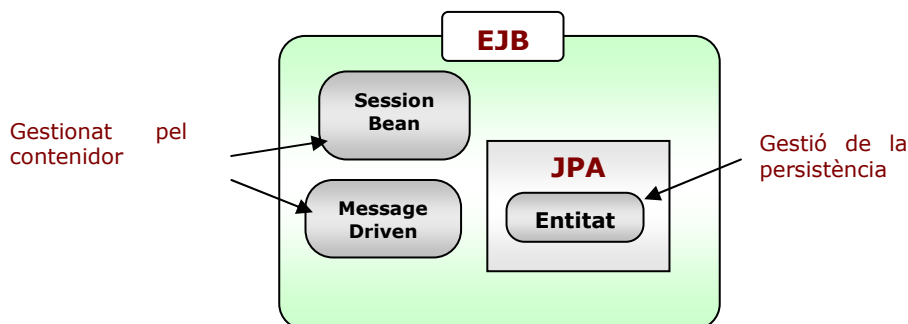 EJB
Session
Bean
Gestionat pel
contenidor
Gestió de la
persistència
JPA
Message
Driven
Entitat